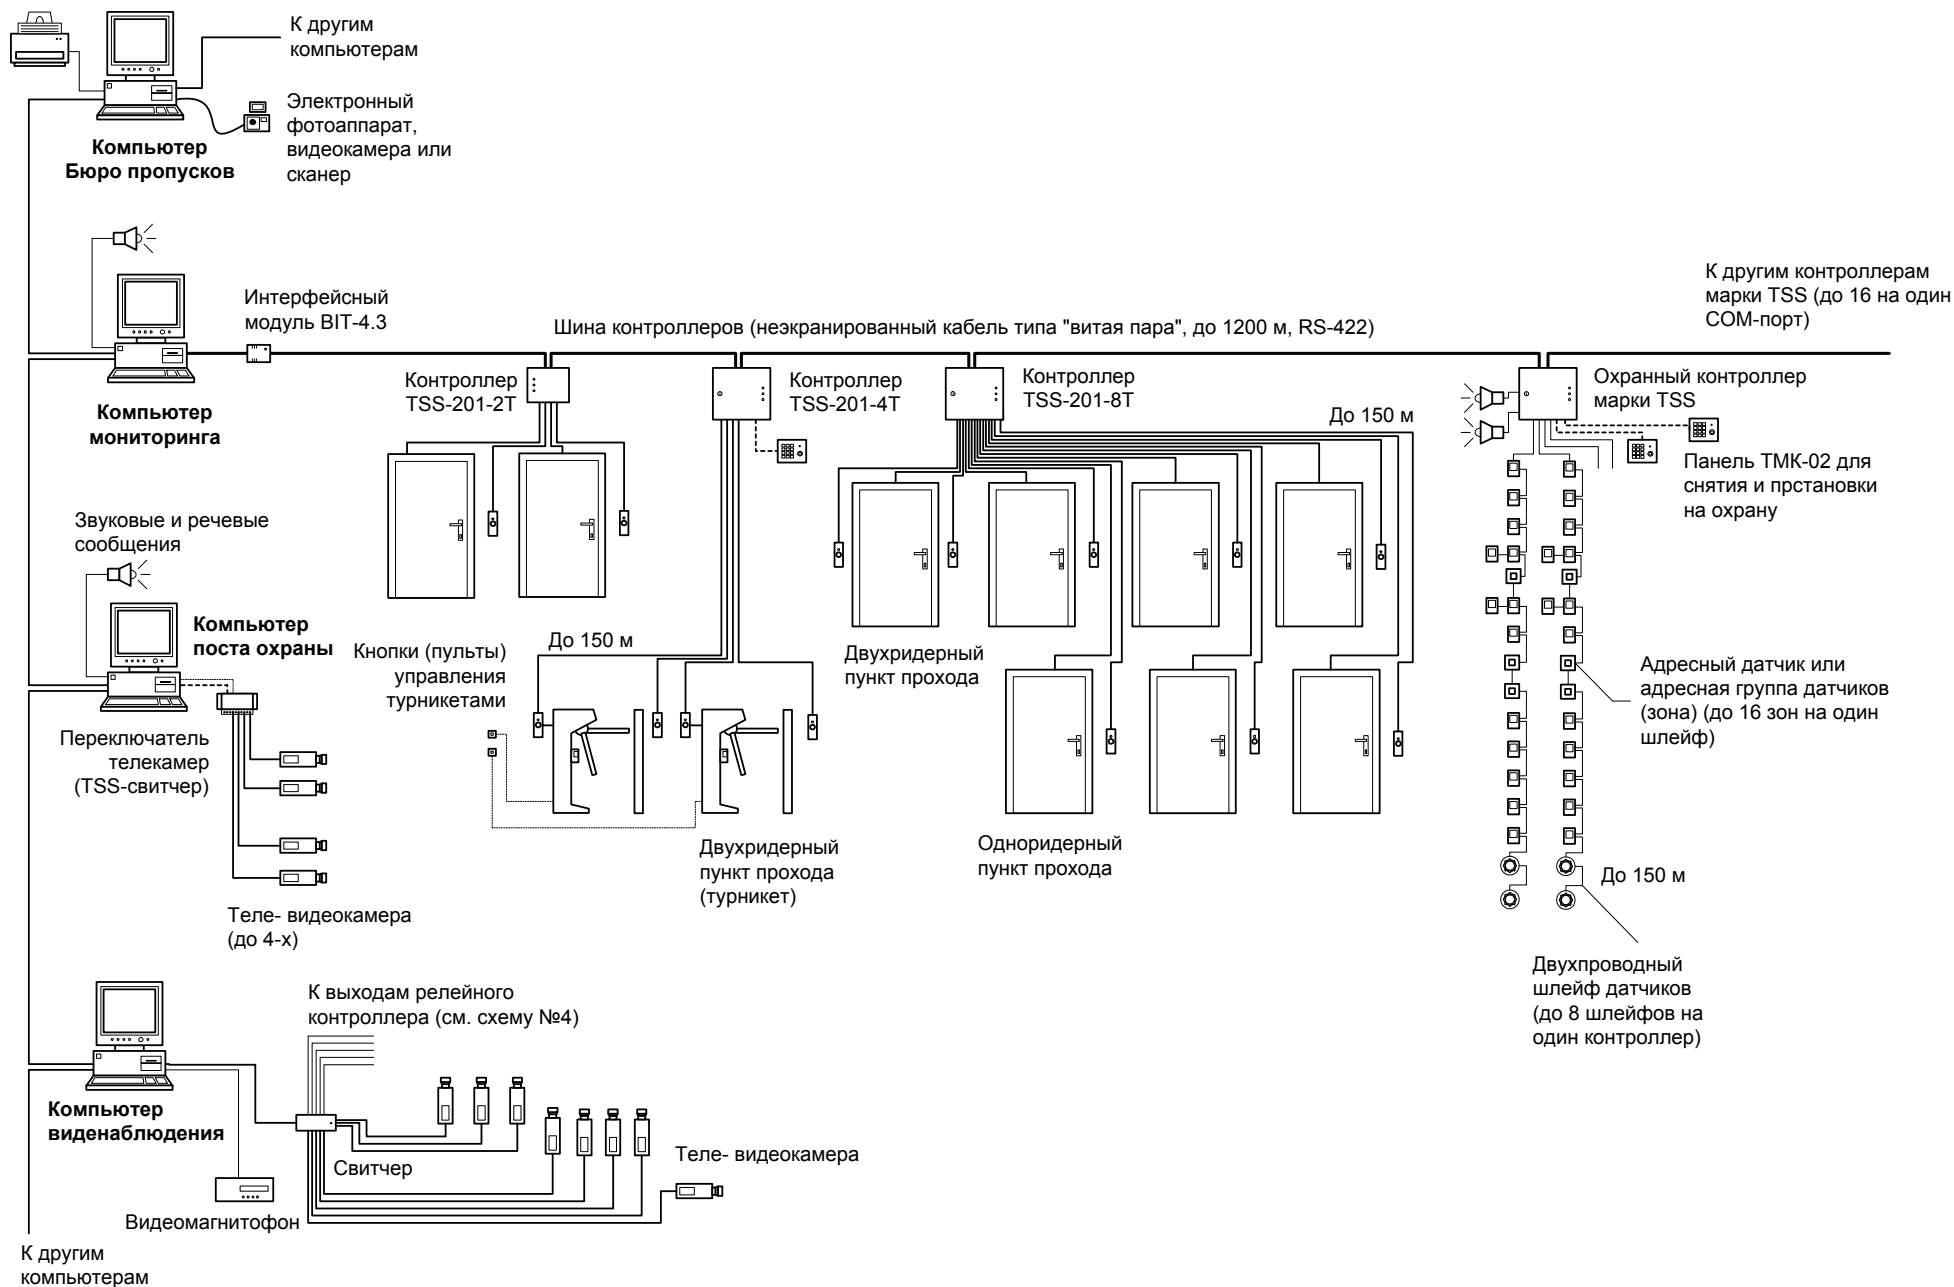 К другим
компьютерам
Электронный
фотоаппарат,
видеокамера или
сканер
Компьютер
Бюро пропусков
Интерфейсный
модуль BIT-4.3
Компьютер
мониторинга
Шина контроллеров (неэкранированный кабель типа "витая пара", до 1200 м, RS-422)
К другим контроллерам
марки TSS (до 16 на один
COM-порт)
Контроллер
TSS-201-2T
Контроллер
TSS-201-4T
Контроллер
TSS-201-8T
До 150 м
Охранный контроллер
марки TSS
Панель ТМК-02 для
снятия и прстановки
на охрану
Звуковые и речевые
сообщения
Компьютер
поста охраны
Кнопки (пульты)
управления
турникетами
До 150 м
Двухридерный
пункт прохода
Адресный датчик или
адресная группа датчиков
(зона) (до 16 зон на один
шлейф)
Переключатель
телекамер
(TSS-свитчер)
Двухридерный
пункт прохода
(турникет)
Одноридерный
пункт прохода
До 150 м
Теле- видеокамера
(до 4-х)
Двухпроводный
шлейф датчиков
(до 8 шлейфов на
один контроллер)
К выходам релейного
контроллера (см. схему №4)
Компьютер
виденаблюдения
Свитчер
Теле- видеокамера
Видеомагнитофон
К другим
компьютерам